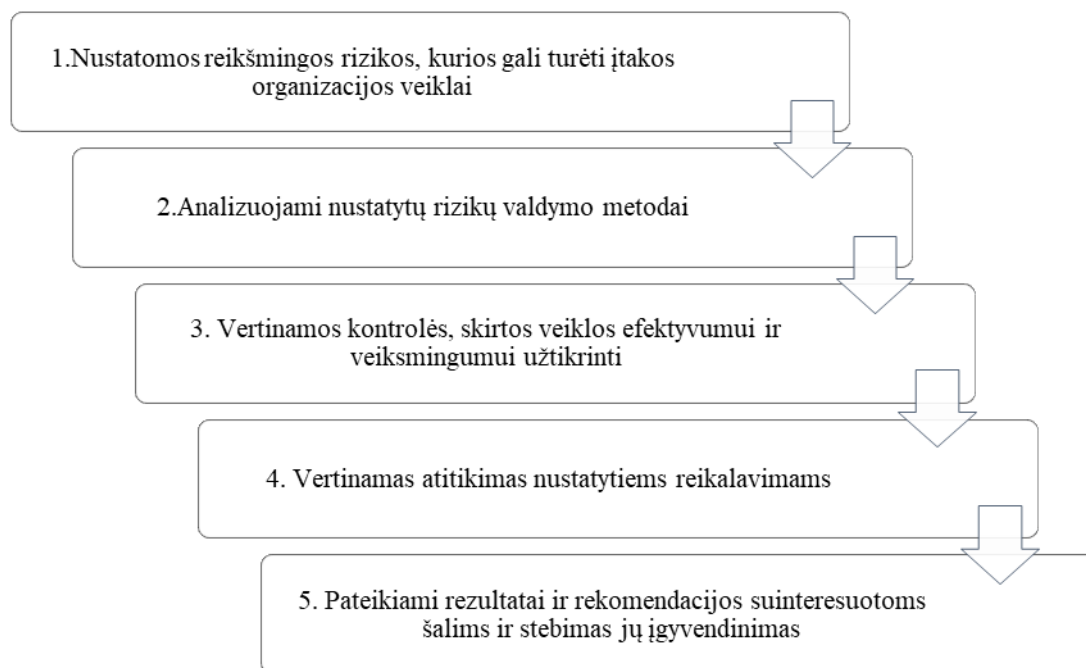 1.Nustatomos reikšmingos rizikos, kurios gali turėti įtakos
organizacijos veiklai
2.Analizuojami nustatytų rizikų valdymo metodai
3. Vertinamos kontrolės, skirtos veiklos efektyvumui ir
veiksmingumui užtikrinti
4. Vertinamas atitikimas nustatytiems reikalavimams
5. Pateikiami rezultatai ir rekomendacijos suinteresuotoms
šalims ir stebimas jų įgyvendinimas